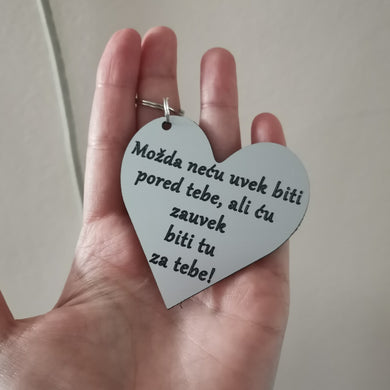 Možda neću uvek biti
pored tebe, ali ću
zauvek
biti tu
za tebe!